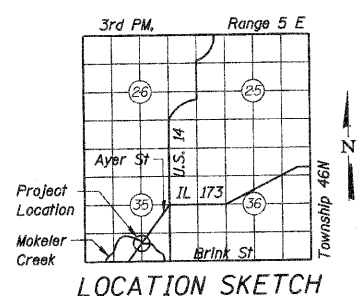 3rd PM, Range 5 E
26
25
U.S. 14
Ayer St
N
Project
Location
IL 173
35
36
Township 46N
Mokeler
Creek
Brink St
LOCATION SKETCH